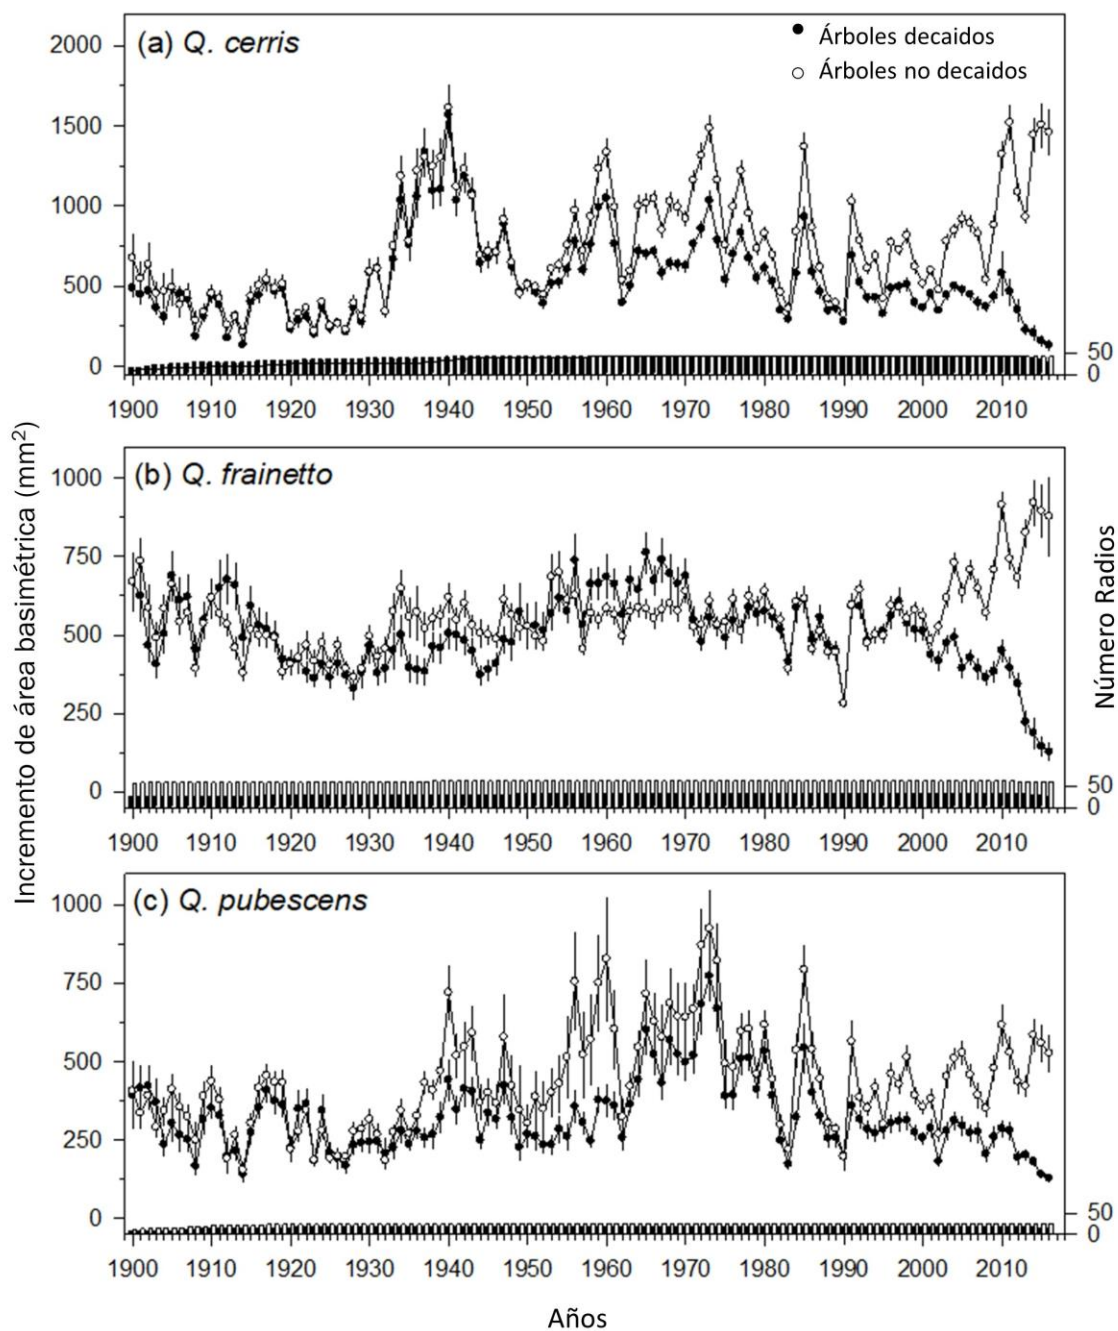 (a) Q. cerris
Árboles decaidos
Árboles no decaidos
2000
1500
1000
500
0
50
0
1900 1910 1920 1930 1940 1950 1960 1970 1980 1990 2000 2010
(b) Q. frainetto
1000
750
500
250
0
50
0
1900 1910 1920 1930 1940 1950 1960 1970 1980 1990 2000 2010
(c) Q. pubescens
1000
750
500
250
0
50
0
1900 1910 1920 1930 1940 1950 1960 1970 1980 1990 2000 2010
Incremento de área basimétrica (mm²)
Número Radios
Años